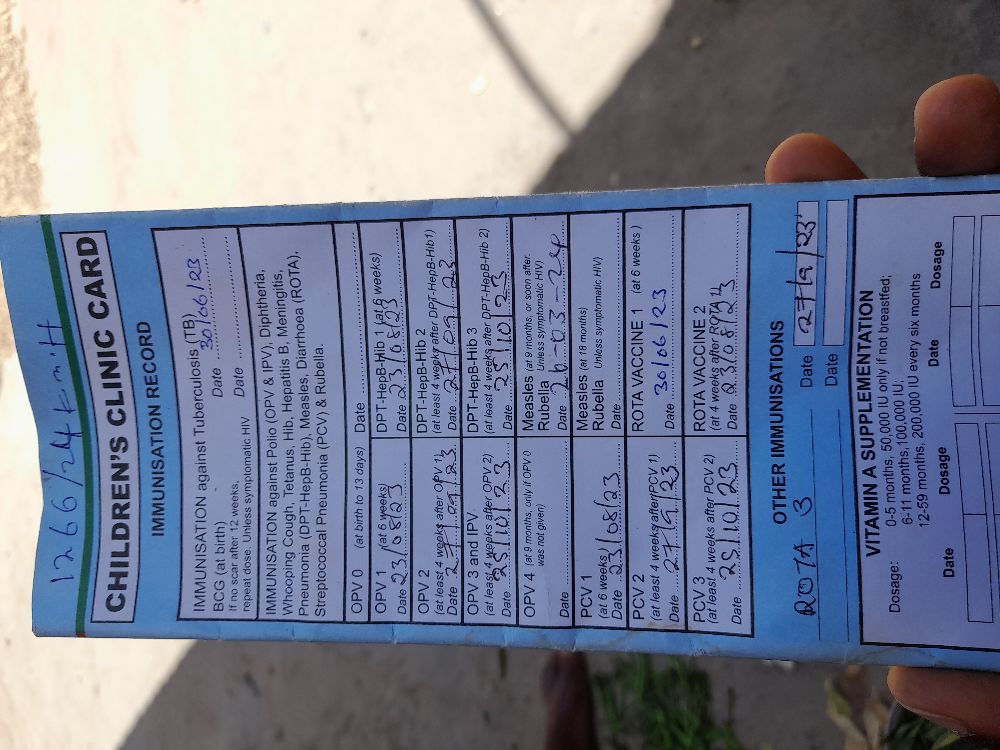 1266/24 KmH
CHILDREN'S CLINIC CARD
IMMUNISATION RECORD
IMMUNISATION against Tuberculosis (TB)
BCG (at birth) Date 30/06/23
If no scar after 12 weeks,
repeat dose. Unless symptomatic HIV Date
IMMUNISATION against Polio (OPV & IPV), Diphtheria,
Whooping Cough, Tetanus, Hib, Hepatitis B, Meningitis,
Pneumonia (DPT-HepB-Hib), Measles, Diarrhoea (ROTA),
Streptococcal Pneumonia (PCV) & Rubella.
OPV 0 (at birth to 13 days) Date
OPV 1 (at 6 weeks)
Date 23/08/23
DPT-HepB-Hib 1 (at 6 weeks)
Date 23/08/23
OPV 2
(at least 4 weeks after OPV 1)
Date 27/09/23
DPT-HepB-Hib 2
(at least 4 weeks after DPT-HepB-Hib1)
Date 27/09/23
OPV 3 and IPV
(at least 4 weeks after OPV 2)
Date 25/10/23
DPT-HepB-Hib 3
(at least 4 weeks after DPT-HepB-Hib 2)
Date 25/10/23
OPV 4 (at 9 months, only if OPV 0
was not given)
Date
Measles (at 9 months, or soon after.
Rubella Unless symptomatic HIV)
Date 26-03-24
PCV 1
(at 6 weeks)
Date 23/08/23
Measles (at 18 months)
Rubella Unless symptomatic HIV)
Date
PCV 2
(at least 4 weeks after PCV 1)
Date 27/9/23
ROTA VACCINE 1 (at 6 weeks )
Date 30/06/23
PCV 3
(at least 4 weeks after PCV 2)
Date 25/10/23
ROTA VACCINE 2
(at 4 weeks after ROTA 1)
Date 23/08/23
OTHER IMMUNISATIONS
ROTA 3 Date 27/9/23
Date
VITAMIN A SUPPLEMENTATION
Dosage: 0-5 months, 50,000 IU only if not breastfed;
6-11 months,100,000 IU;
12-59 months, 200,000 IU every six months
Date Dosage Date Dosage